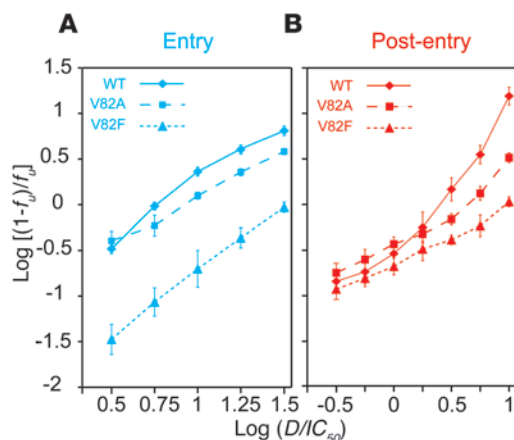 A Entry
B Post-entry
WT
V82A
V82F
WT
V82A
V82F
Log [(1-fu)/fu]
1.5
1
0.5
0
-0.5
-1
-1.5
-2
0.5 0.75 1 1.25 1.5
-0.5 0 0.5 1
Log (D/IC50)